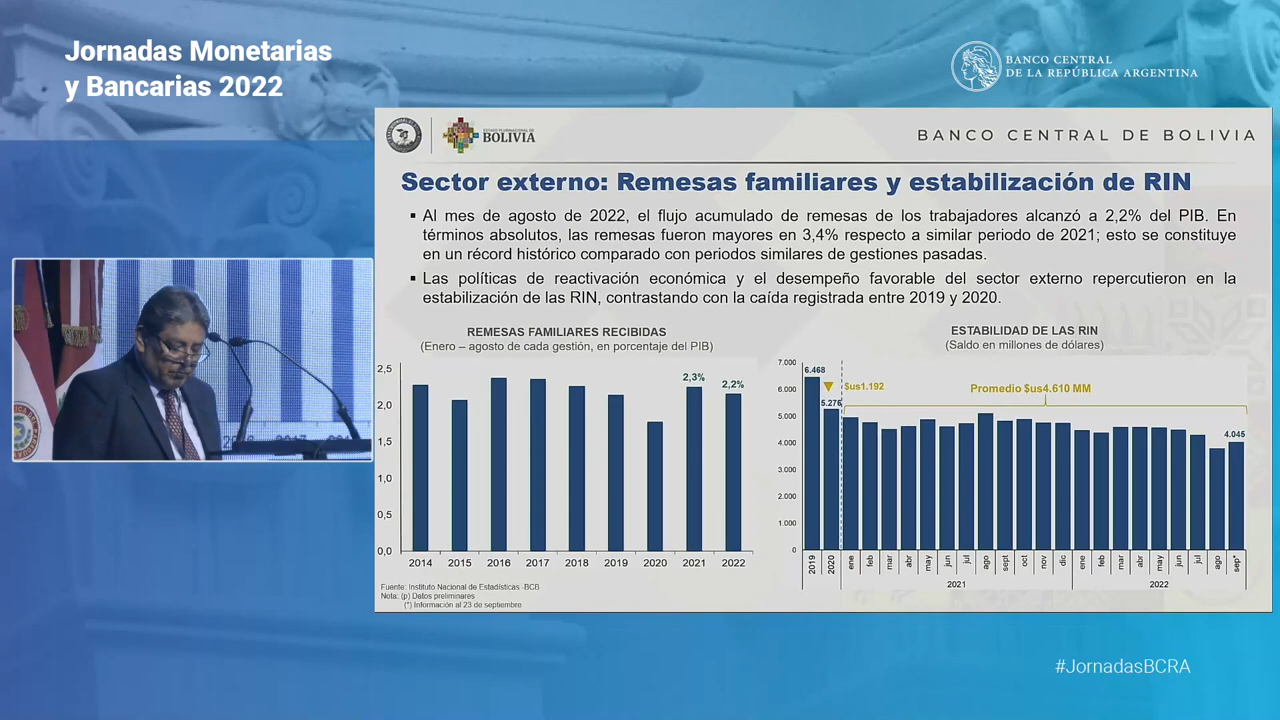 Jornadas Monetarias
y Bancarias 2022
BANCO CENTRAL
DE LA REPÚBLICA ARGENTINA
BOLIVIA
BANCO CENTRAL DE BOLIVIA
Sector externo: Remesas familiares y estabilización de RIN
▪ Al mes de agosto de 2022, el flujo acumulado de remesas de los trabajadores alcanzó a 2,2% del PIB. En
términos absolutos, las remesas fueron mayores en 3,4% respecto a similar periodo de 2021; esto se constituye
en un récord histórico comparado con periodos similares de gestiones pasadas.
▪ Las políticas de reactivación económica y el desempeño favorable del sector externo repercutieron en la
estabilización de las RIN, contrastando con la caída registrada entre 2019 y 2020.
REMESAS FAMILIARES RECIBIDAS
(Enero – agosto de cada gestión, en porcentaje del PIB)
2,5
2,0
1,5
1,0
0,5
0,0
2,3%
2,2%
2014 2015 2016 2017 2018 2019 2020 2021 2022
Fuente: Instituto Nacional de Estadísticas -BCB
Nota: (p) Datos preliminares
(*) Información al 23 de septiembre
ESTABILIDAD DE LAS RIN
(Saldo en millones de dólares)
7.000
6.000
5.000
4.000
3.000
2.000
1.000
0
6.468
5.276
$us1.192
Promedio $us4.610 MM
4.045
2019 2020 ene feb mar abr may jun jul ago sept oct nov dic ene feb mar abr may jun jul ago sep*
2021 2022
#JornadasBCRA